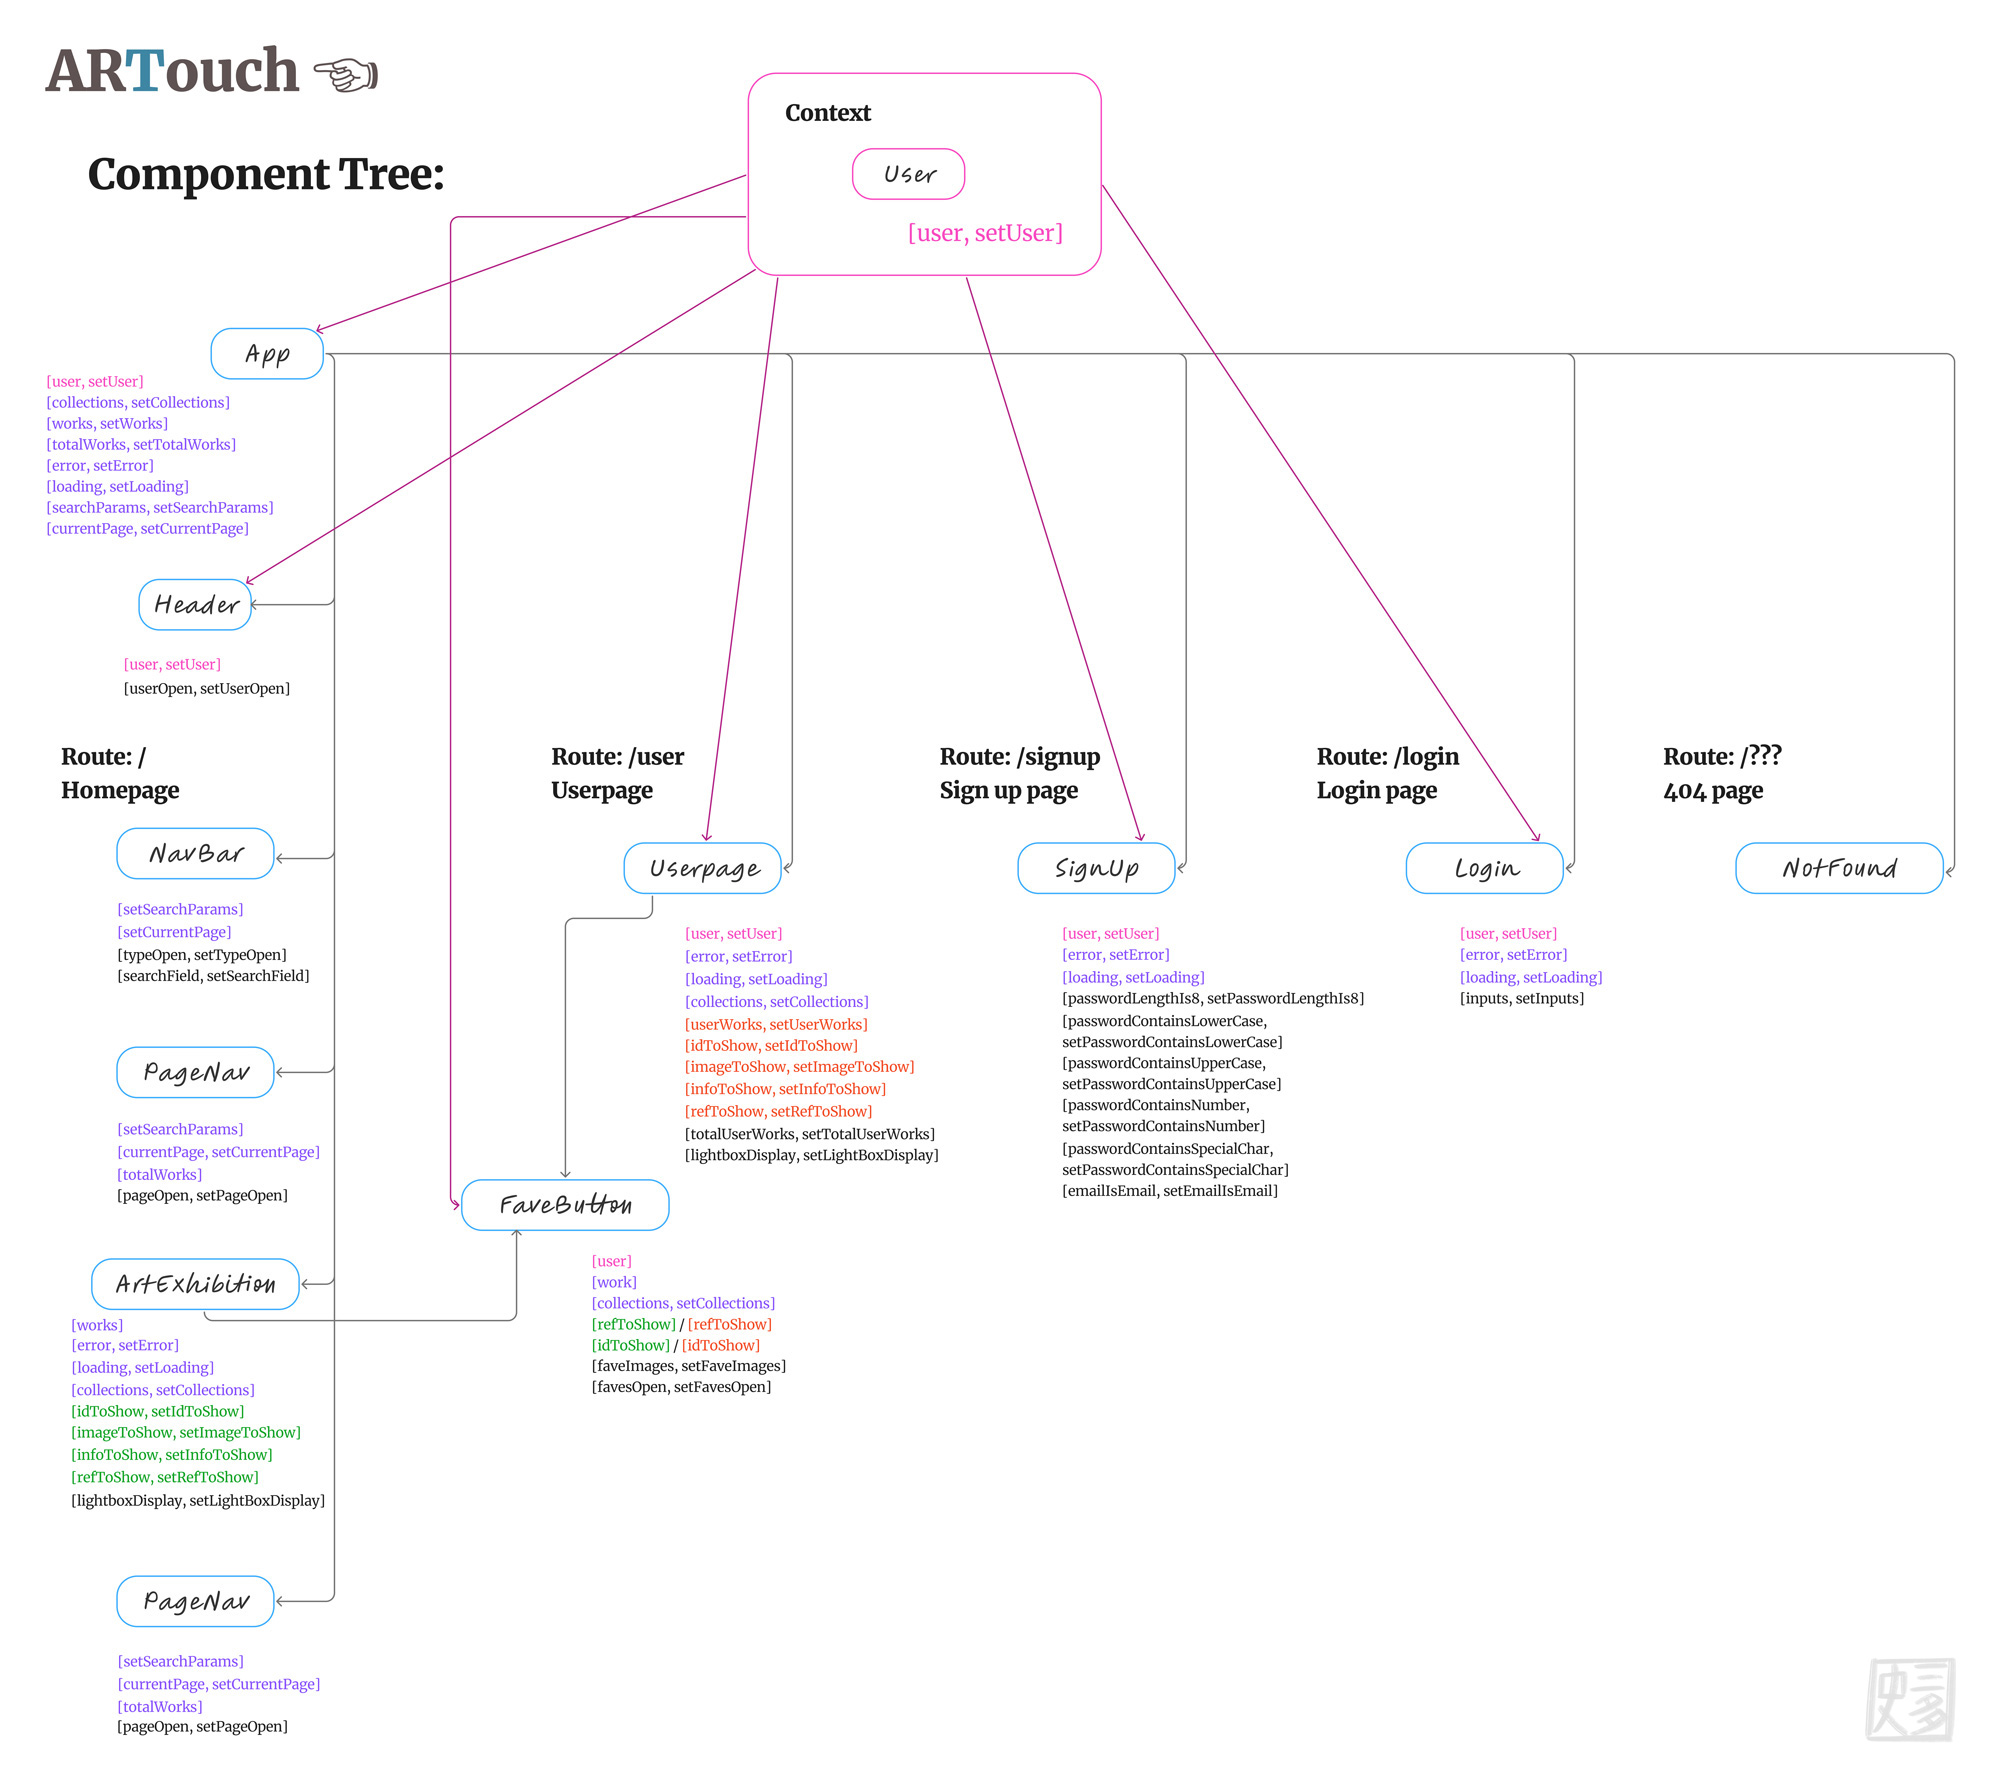 ARTouch
Component Tree:
Context
User
[user, setUser]
App
[user, setUser]
[collections, setCollections]
[works, setWorks]
[totalWorks, setTotalWorks]
[error, setError]
[loading, setLoading]
[searchParams, setSearchParams]
[currentPage, setCurrentPage]
Header
[user, setUser]
[userOpen, setUserOpen]
Route: /
Homepage
NavBar
[setSearchParams]
[setCurrentPage]
[typeOpen, setTypeOpen]
[searchField, setSearchField]
PageNav
[setSearchParams]
[currentPage, setCurrentPage]
[totalWorks]
[pageOpen, setPageOpen]
ArtExhibition
[works]
[error, setError]
[loading, setLoading]
[collections, setCollections]
[idToShow, setIdToShow]
[imageToShow, setImageToShow]
[infoToShow, setInfoToShow]
[refToShow, setRefToShow]
[lightboxDisplay, setLightBoxDisplay]
PageNav
[setSearchParams]
[currentPage, setCurrentPage]
[totalWorks]
[pageOpen, setPageOpen]
Route: /user
Userpage
Userpage
[user, setUser]
[error, setError]
[loading, setLoading]
[collections, setCollections]
[userWorks, setUserWorks]
[idToShow, setIdToShow]
[imageToShow, setImageToShow]
[infoToShow, setInfoToShow]
[refToShow, setRefToShow]
[totalUserWorks, setTotalUserWorks]
[lightboxDisplay, setLightBoxDisplay]
FaveButton
[user]
[work]
[collections, setCollections]
[refToShow] / [refToShow]
[idToShow] / [idToShow]
[faveImages, setFaveImages]
[favesOpen, setFavesOpen]
Route: /signup
Sign up page
SignUp
[user, setUser]
[error, setError]
[loading, setLoading]
[passwordLengthIs8, setPasswordLengthIs8]
[passwordContainsLowerCase,
setPasswordContainsLowerCase]
[passwordContainsUpperCase,
setPasswordContainsUpperCase]
[passwordContainsNumber,
setPasswordContainsNumber]
[passwordContainsSpecialChar,
setPasswordContainsSpecialChar]
[emailIsEmail, setEmailIsEmail]
Route: /login
Login page
Login
[user, setUser]
[error, setError]
[loading, setLoading]
[inputs, setInputs]
Route: /???
404 page
NotFound